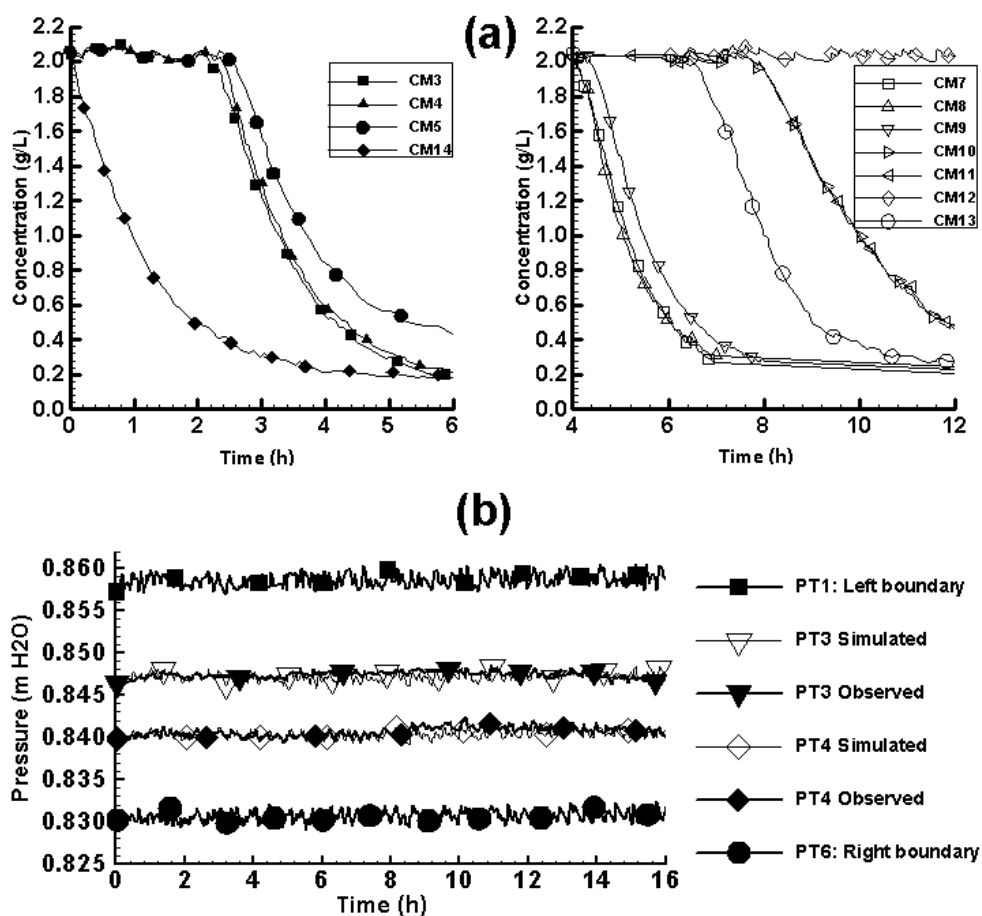 (a)
Concentration (g/L)
2.2
2.0
1.8
1.6
1.4
1.2
1.0
0.8
0.6
0.4
0.2
0.0
0 1 2 3 4 5 6
Time (h)
CM3
CM4
CM5
CM14
Concentration (g/L)
2.2
2.0
1.8
1.6
1.4
1.2
1.0
0.8
0.6
0.4
0.2
0.0
4 6 8 10 12
Time (h)
CM7
CM8
CM9
CM10
CM11
CM12
CM13
(b)
Pressure (m H2O)
0.860
0.855
0.850
0.845
0.840
0.835
0.830
0.825
0 2 4 6 8 10 12 14 16
Time (h)
PT1: Left boundary
PT3 Simulated
PT3 Observed
PT4 Simulated
PT4 Observed
PT6: Right boundary